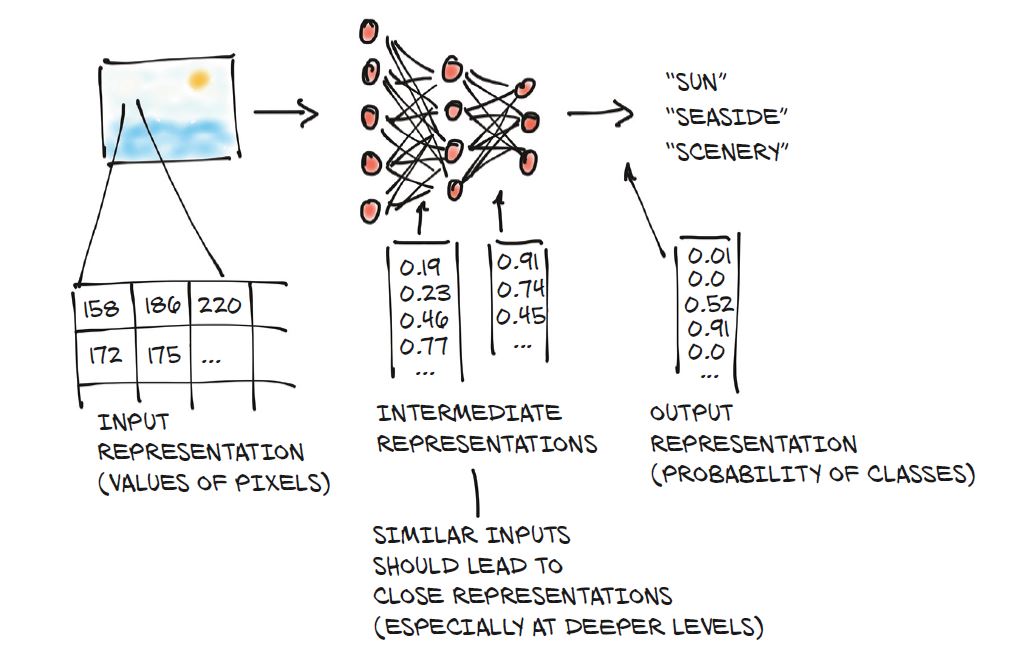 "SUN"
"SEASIDE"
"SCENERY"
158 186 220
172 175 ...
0.19
0.23
0.46
0.77
...
0.91
0.74
0.45
...
0.01
0.0
0.52
0.91
0.0
...
INPUT
REPRESENTATION
(VALUES OF PIXELS)
INTERMEDIATE
REPRESENTATIONS
OUTPUT
REPRESENTATION
(PROBABILITY OF CLASSES)
SIMILAR INPUTS
SHOULD LEAD TO
CLOSE REPRESENTATIONS
(ESPECIALLY AT DEEPER LEVELS)